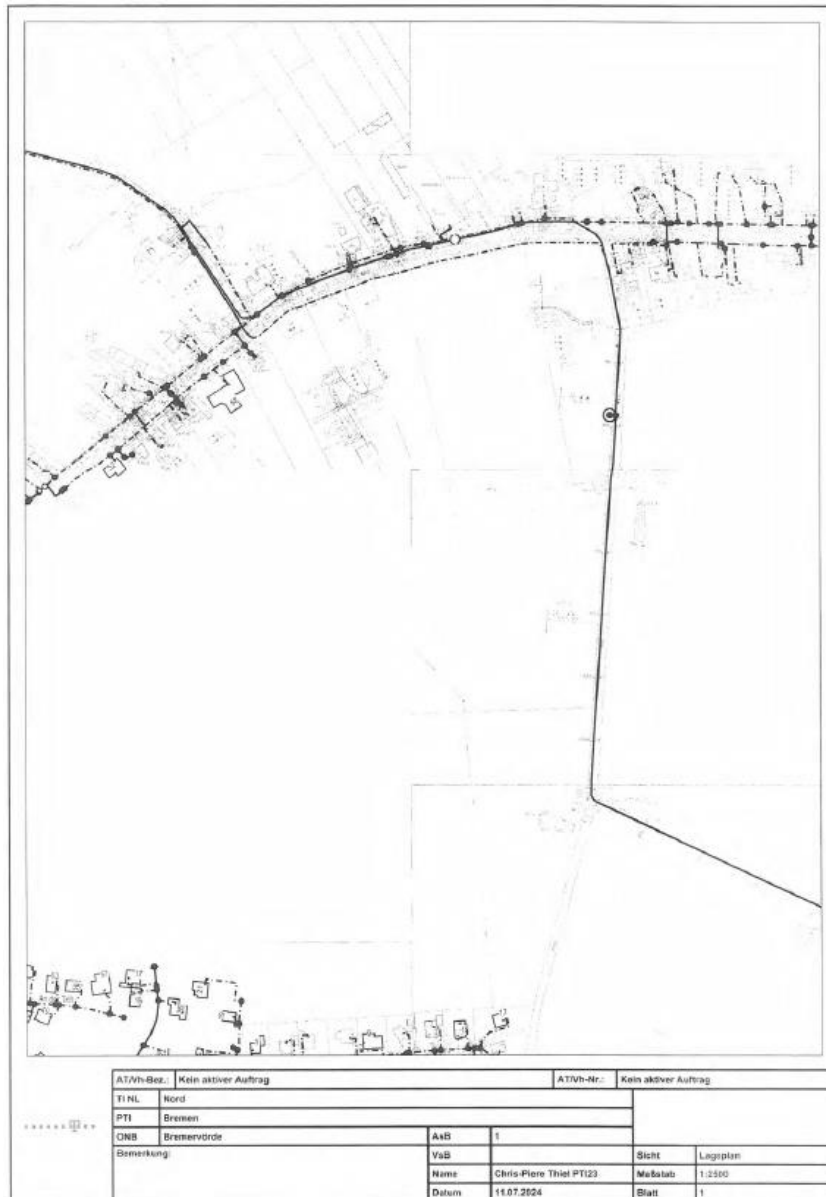 AT/Vh-Bez.: Kein aktiver Auftrag AT/Vh-Nr.: Kein aktiver Auftrag
TI NL Nord
PTI Bremen
ONB Bremervörde AsB 1
Bemerkung: VsB Sicht Lageplan
Name Chris-Piere Thiel PTI23 Maßstab 1:2500
Datum 11.07.2024 Blatt 1